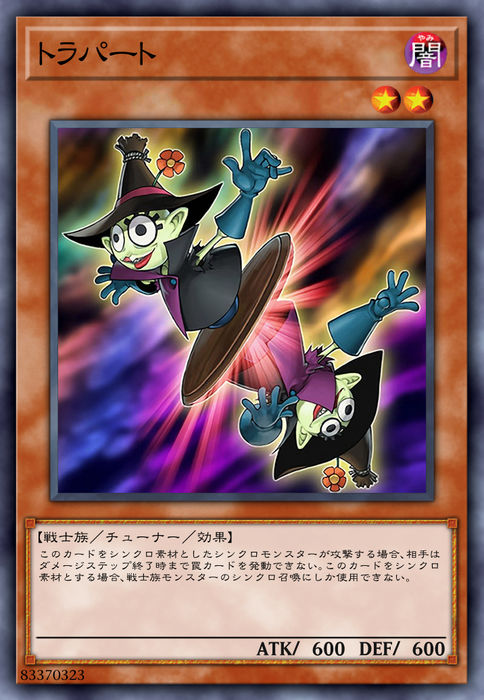 トラパート
やみ
闇
【戦士族／チューナー／効果】
このカードをシンクロ素材としたシンクロモンスターが攻撃する場合、相手は
ダメージステップ終了時まで罠カードを発動できない。このカードをシンクロ
素材とする場合、戦士族モンスターのシンクロ召喚にしか使用できない。
ATK/ 600 DEF/ 600
83370323